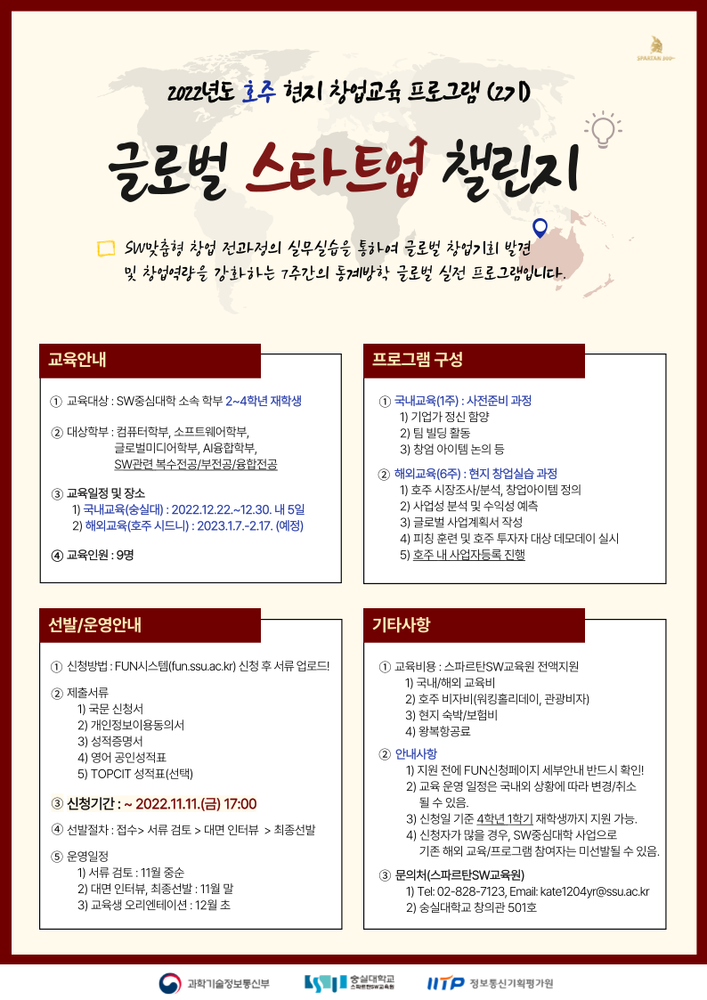 SPARTAN SW
2022년도 호주 현지 창업교육 프로그램 (2기)
글로벌 스타트업 챌린지
SW맞춤형 창업 전과정의 실무실습을 통하여 글로벌 창업기회 발견
및 창업역량을 강화하는 7주간의 동계방학 글로벌 실전 프로그램입니다.
교육안내
① 교육대상 : SW중심대학 소속 학부 2~4학년 재학생
② 대상학부 : 컴퓨터학부, 소프트웨어학부,
글로벌미디어학부, AI융합학부,
SW관련 복수전공/부전공/융합전공
③ 교육일정 및 장소
1) 국내교육(숭실대) : 2022.12.22.~12.30. 내 5일
2) 해외교육(호주 시드니) : 2023.1.7.-2.17. (예정)
④ 교육인원 : 9명
프로그램 구성
① 국내교육(1주) : 사전준비 과정
1) 기업가 정신 함양
2) 팀 빌딩 활동
3) 창업 아이템 논의 등
② 해외교육(6주) : 현지 창업실습 과정
1) 호주 시장조사/분석, 창업아이템 정의
2) 사업성 분석 및 수익성 예측
3) 글로벌 사업계획서 작성
4) 피칭 훈련 및 호주 투자자 대상 데모데이 실시
5) 호주 내 사업자등록 진행
선발/운영안내
① 신청방법 : FUN시스템(fun.ssu.ac.kr) 신청 후 서류 업로드!
② 제출서류
1) 국문 신청서
2) 개인정보이용동의서
3) 성적증명서
4) 영어 공인성적표
5) TOPCIT 성적표(선택)
③ 신청기간 : ~ 2022.11.11.(금) 17:00
④ 선발절차 : 접수> 서류 검토 > 대면 인터뷰 > 최종선발
⑤ 운영일정
1) 서류 검토 : 11월 중순
2) 대면 인터뷰, 최종선발 : 11월 말
3) 교육생 오리엔테이션 : 12월 초
기타사항
① 교육비용 : 스파르탄SW교육원 전액지원
1) 국내/해외 교육비
2) 호주 비자비(워킹홀리데이, 관광비자)
3) 현지 숙박/보험비
4) 왕복항공료
② 안내사항
1) 지원 전에 FUN신청페이지 세부안내 반드시 확인!
2) 교육 운영 일정은 국내외 상황에 따라 변경/취소
될 수 있음.
3) 신청일 기준 4학년 1학기 재학생까지 지원 가능.
4) 신청자가 많을 경우, SW중심대학 사업으로
기존 해외 교육/프로그램 참여자는 미선발될 수 있음.
③ 문의처(스파르탄SW교육원)
1) Tel: 02-828-7123, Email: kate1204yr@ssu.ac.kr
2) 숭실대학교 창의관 501호
과학기술정보통신부
숭실대학교
스파르탄SW교육원
IITP 정보통신기획평가원